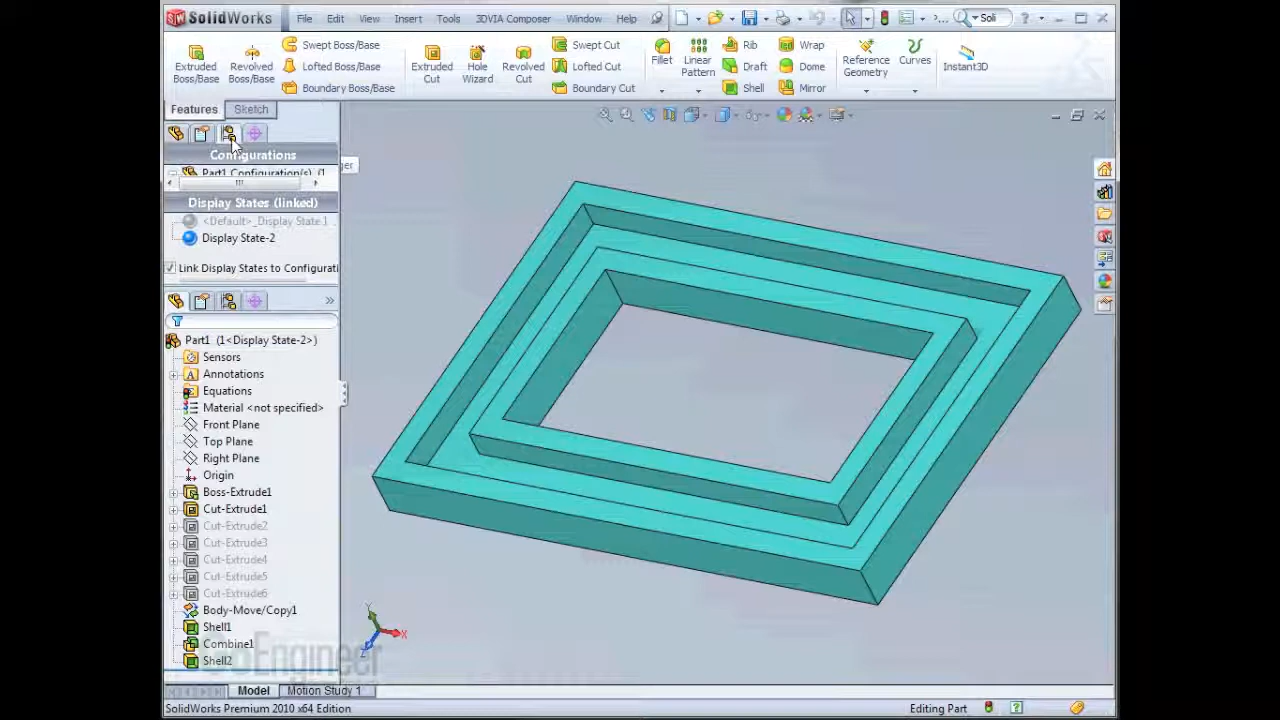 SolidWorks File Edit View Insert Tools 3DVIA Composer Window Help Soli
Extruded Boss/Base
Revolved Boss/Base
Swept Boss/Base
Lofted Boss/Base
Boundary Boss/Base
Extruded Cut
Hole Wizard
Revolved Cut
Swept Cut
Lofted Cut
Boundary Cut
Fillet
Linear Pattern
Rib
Draft
Shell
Wrap
Dome
Mirror
Reference Geometry
Curves
Instant3D
Features Sketch
Configurations
Part1 Configuration(s) (1
Display States (linked)
<Default>_Display State 1
Display State-2
Link Display States to Configurati
Part1 (1<Display State-2>)
Sensors
Annotations
Equations
Material <not specified>
Front Plane
Top Plane
Right Plane
Origin
Boss-Extrude1
Cut-Extrude1
Cut-Extrude2
Cut-Extrude3
Cut-Extrude4
Cut-Extrude5
Cut-Extrude6
Body-Move/Copy1
Shell1
Combine1
Shell2
Y
X
Z
GoEngineer
Model Motion Study 1
SolidWorks Premium 2010 x64 Edition Editing Part